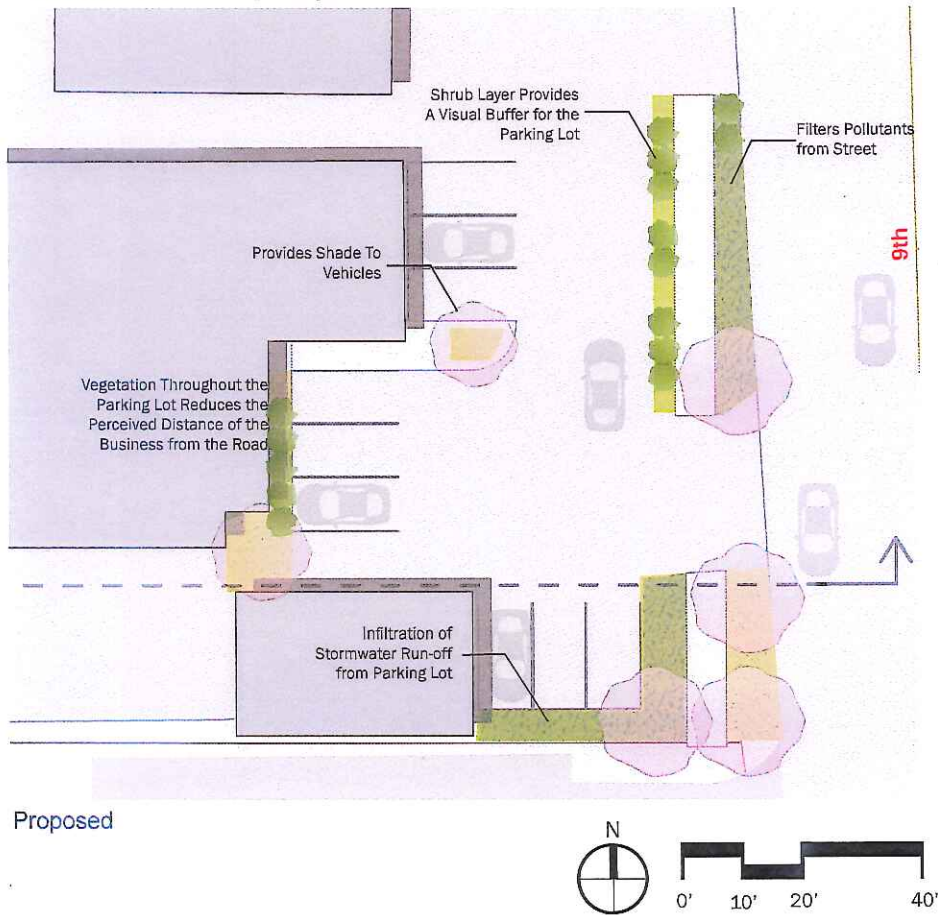 Shrub Layer Provides
A Visual Buffer for the
Parking Lot
Filters Pollutants
from Street
9th
Provides Shade To
Vehicles
Vegetation Throughout the
Parking Lot Reduces the
Perceived Distance of the
Business from the Road
Infiltration of
Stormwater Run-off
from Parking Lot
Proposed
N
0' 10' 20' 40'